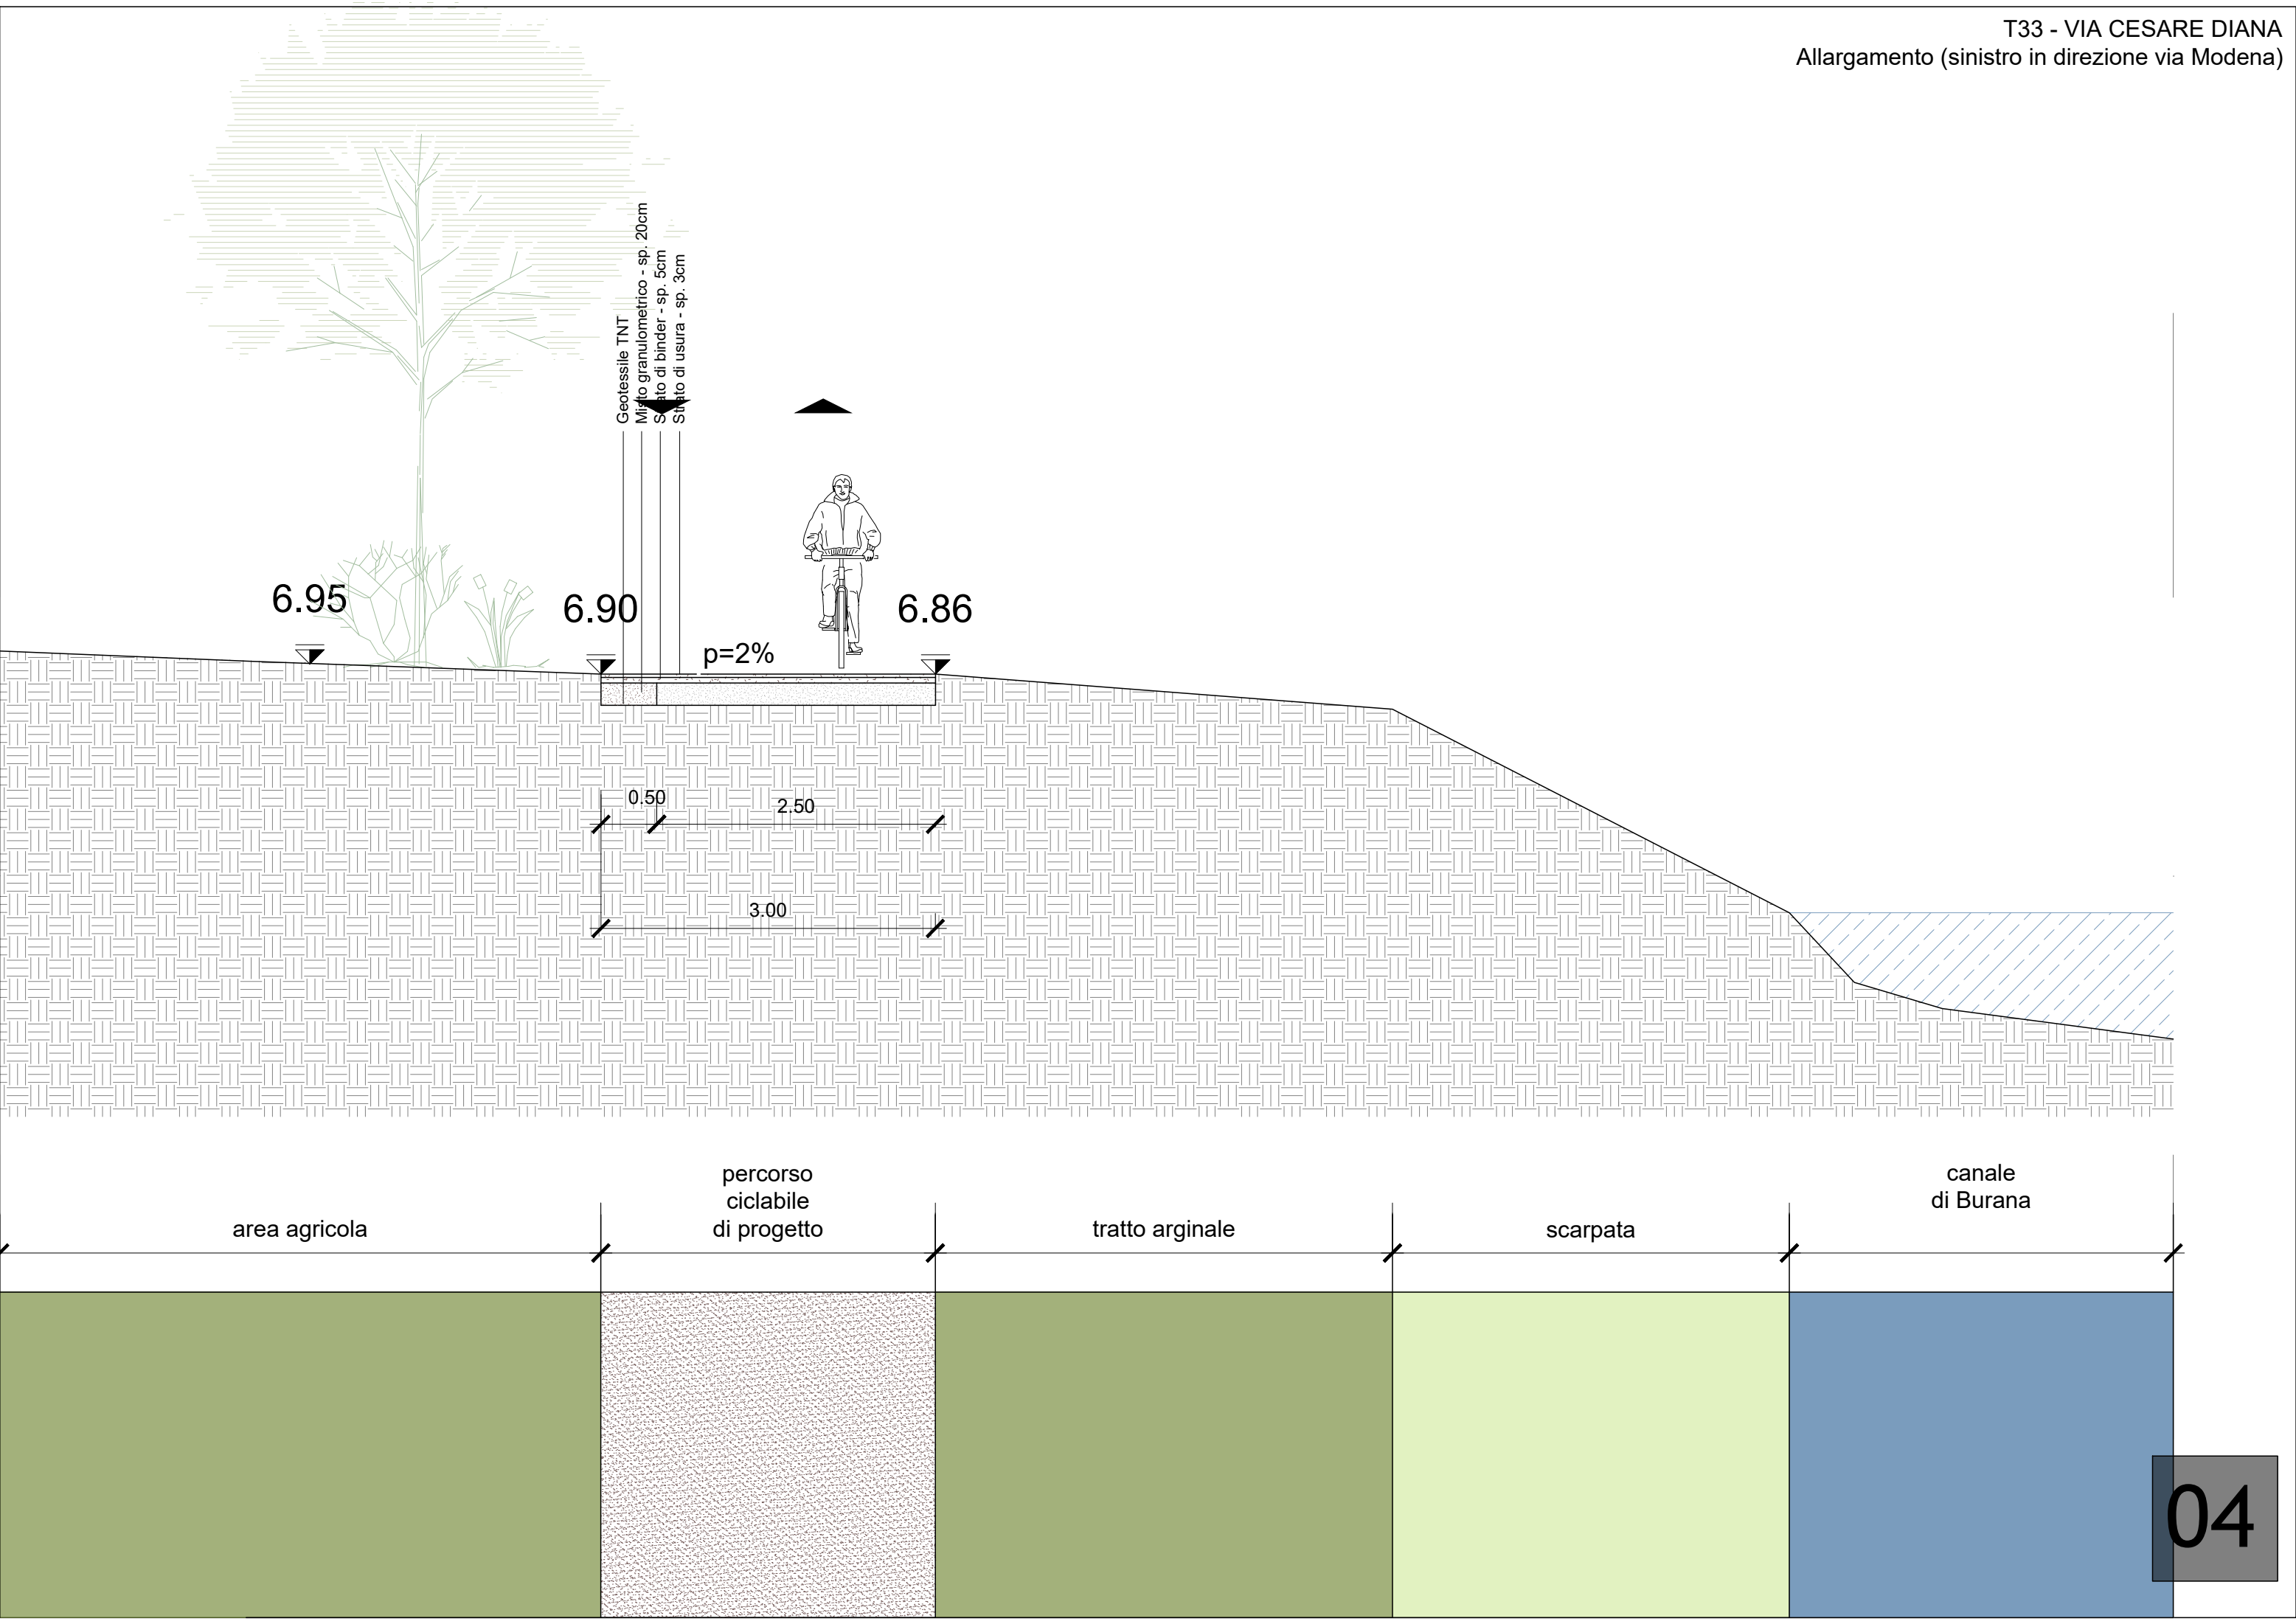 T33 - VIA CESARE DIANA
Allargamento (sinistro in direzione via Modena)
Geotessile TNT
Misto granulometrico - sp. 20cm
Strato di binder - sp. 5cm
Strato di usura - sp. 3cm
6.95
6.90
6.86
p=2%
0.50
2.50
3.00
area agricola
percorso
ciclabile
di progetto
tratto arginale
scarpata
canale
di Burana
04